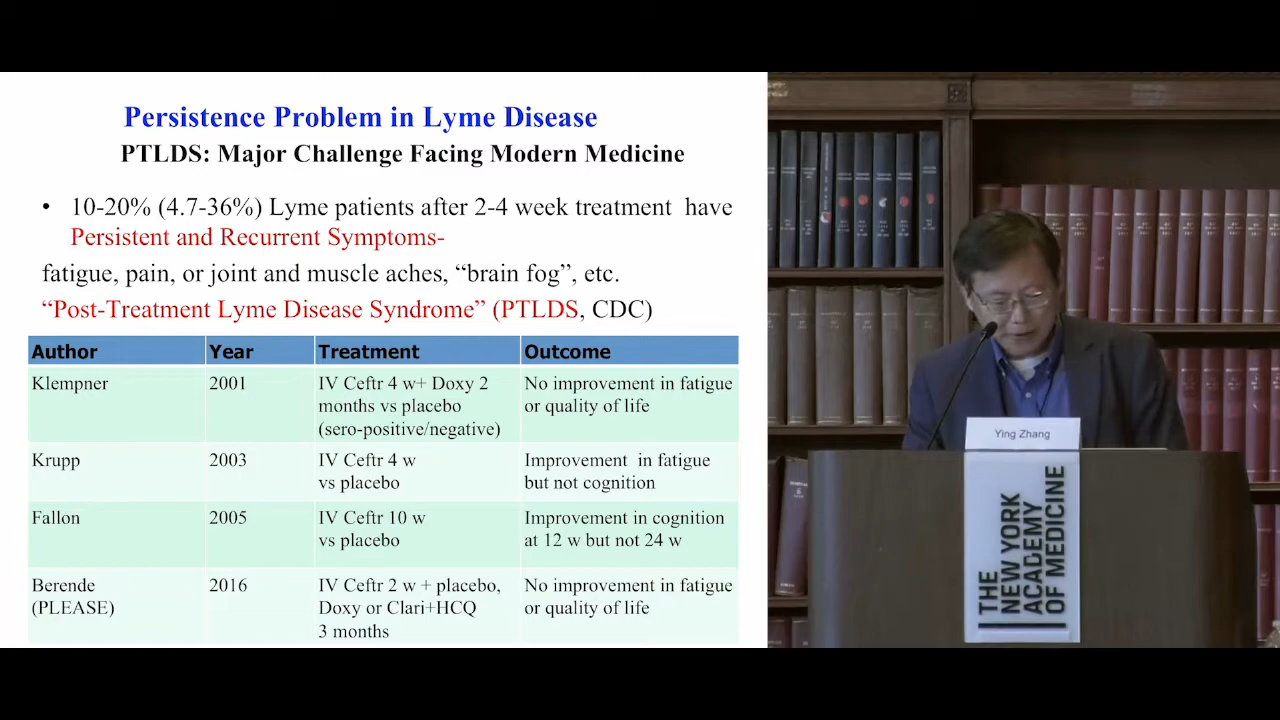 Persistence Problem in Lyme Disease
PTLDS: Major Challenge Facing Modern Medicine
• 10-20% (4.7-36%) Lyme patients after 2-4 week treatment have
Persistent and Recurrent Symptoms-
fatigue, pain, or joint and muscle aches, “brain fog”, etc.
“Post-Treatment Lyme Disease Syndrome” (PTLDS, CDC)
Author Year Treatment Outcome
Klempner 2001 IV Ceftr 4 w+ Doxy 2 No improvement in fatigue
months vs placebo or quality of life
(sero-positive/negative)
Krupp 2003 IV Ceftr 4 w Improvement in fatigue
vs placebo but not cognition
Fallon 2005 IV Ceftr 10 w Improvement in cognition
vs placebo at 12 w but not 24 w
Berende 2016 IV Ceftr 2 w + placebo, No improvement in fatigue
(PLEASE) Doxy or Clari+HCQ or quality of life
3 months
Ying Zhang
THE
NEW YORK
ACADEMY
OF MEDICINE